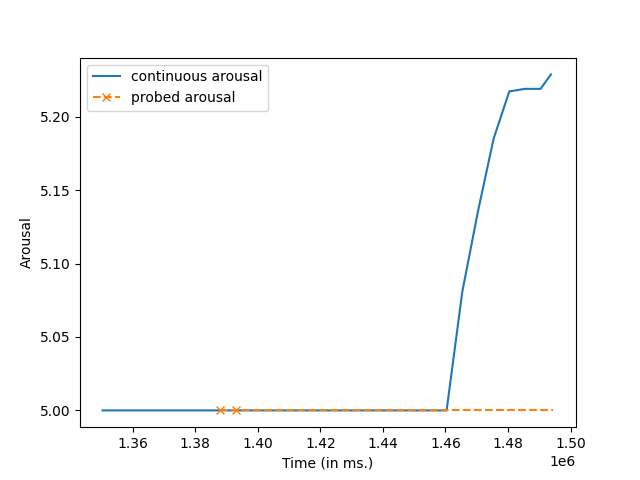 continuous arousal
probed arousal
5.20
5.15
5.10
5.05
5.00
Arousal
1.36 1.38 1.40 1.42 1.44 1.46 1.48 1.50
1e6
Time (in ms.)